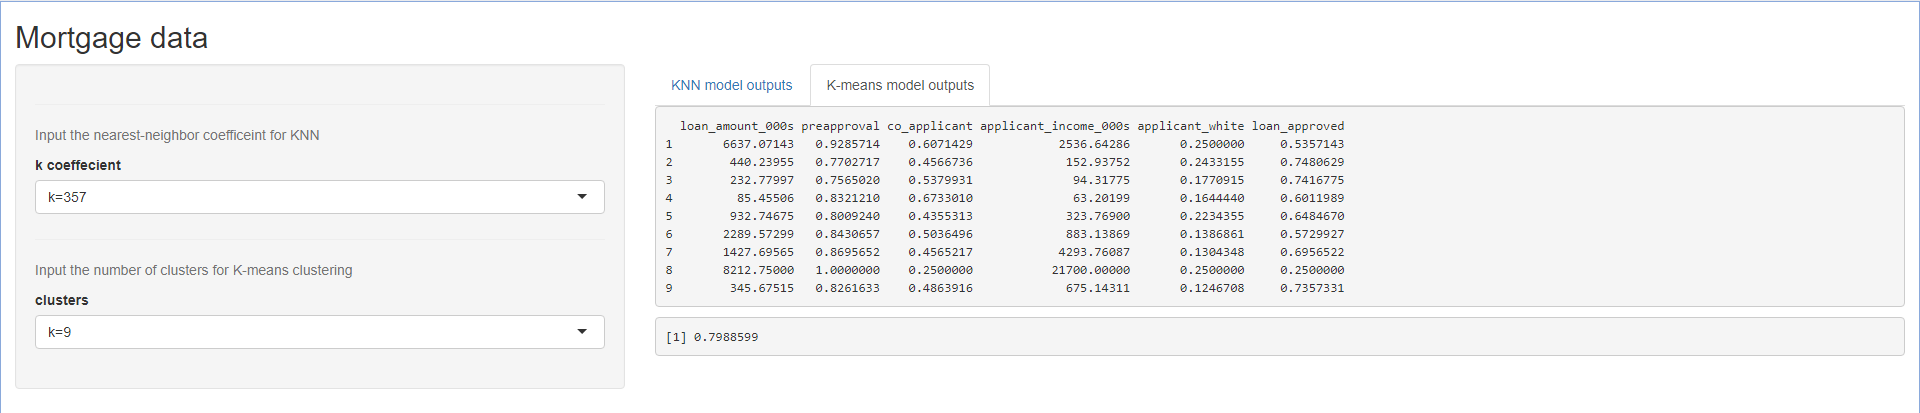 Mortgage data
Input the nearest-neighbor coefficeint for KNN
k coeffecient
k=357
Input the number of clusters for K-means clustering
clusters
k=9
KNN model outputs
K-means model outputs
loan_amount_000s preapproval co_applicant applicant_income_000s applicant_white loan_approved
1 6637.07143 0.9285714 0.6071429 2536.64286 0.2500000 0.5357143
2 440.23955 0.7702717 0.4566736 152.93752 0.2433155 0.7480629
3 232.77997 0.7565020 0.5379931 94.31775 0.1770915 0.7416775
4 85.45506 0.8321210 0.6733010 63.20199 0.1644440 0.6011989
5 932.74675 0.8009240 0.4355313 323.76900 0.2234355 0.6484670
6 2289.57299 0.8430657 0.5036496 883.13869 0.1386861 0.5729927
7 1427.69565 0.8695652 0.4565217 4293.76087 0.1304348 0.6956522
8 8212.75000 1.0000000 0.2500000 21700.00000 0.2500000 0.2500000
9 345.67515 0.8261633 0.4863916 675.14311 0.1246708 0.7357331
[1] 0.7988599